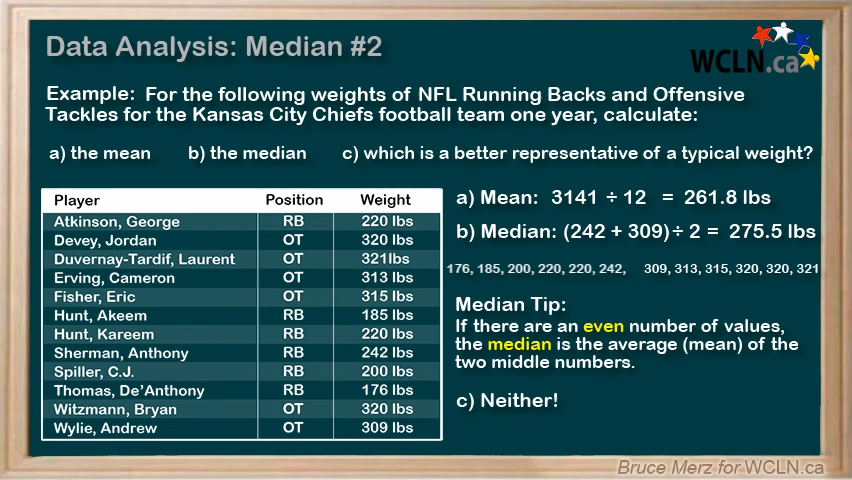 Data Analysis: Median #2
WCLN.ca
Example: For the following weights of NFL Running Backs and Offensive
Tackles for the Kansas City Chiefs football team one year, calculate:
a) the mean b) the median c) which is a better representative of a typical weight?
Player Position Weight
Atkinson, George RB 220 lbs
Devey, Jordan OT 320 lbs
Duvernay-Tardif, Laurent OT 321lbs
Erving, Cameron OT 313 lbs
Fisher, Eric OT 315 lbs
Hunt, Akeem RB 185 lbs
Hunt, Kareem RB 220 lbs
Sherman, Anthony RB 242 lbs
Spiller, C.J. RB 200 lbs
Thomas, De'Anthony RB 176 lbs
Witzmann, Bryan OT 320 lbs
Wylie, Andrew OT 309 lbs
a) Mean: 3141 ÷ 12 = 261.8 lbs
b) Median: (242 + 309) ÷ 2 = 275.5 lbs
176, 185, 200, 220, 220, 242, 309, 313, 315, 320, 320, 321
Median Tip:
If there are an even number of values,
the median is the average (mean) of the
two middle numbers.
c) Neither!
Bruce Merz for WCLN.ca